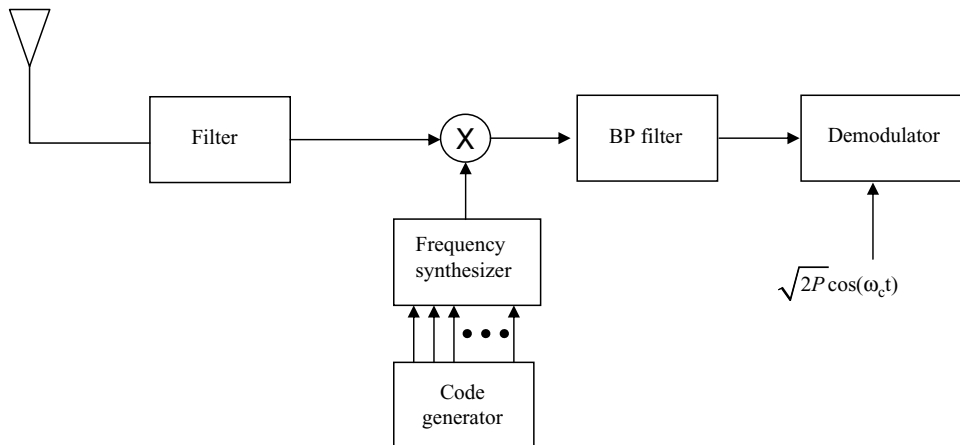 Filter
X
BP filter
Demodulator
Frequency
synthesizer
√2P cos(ω_c t)
Code
generator